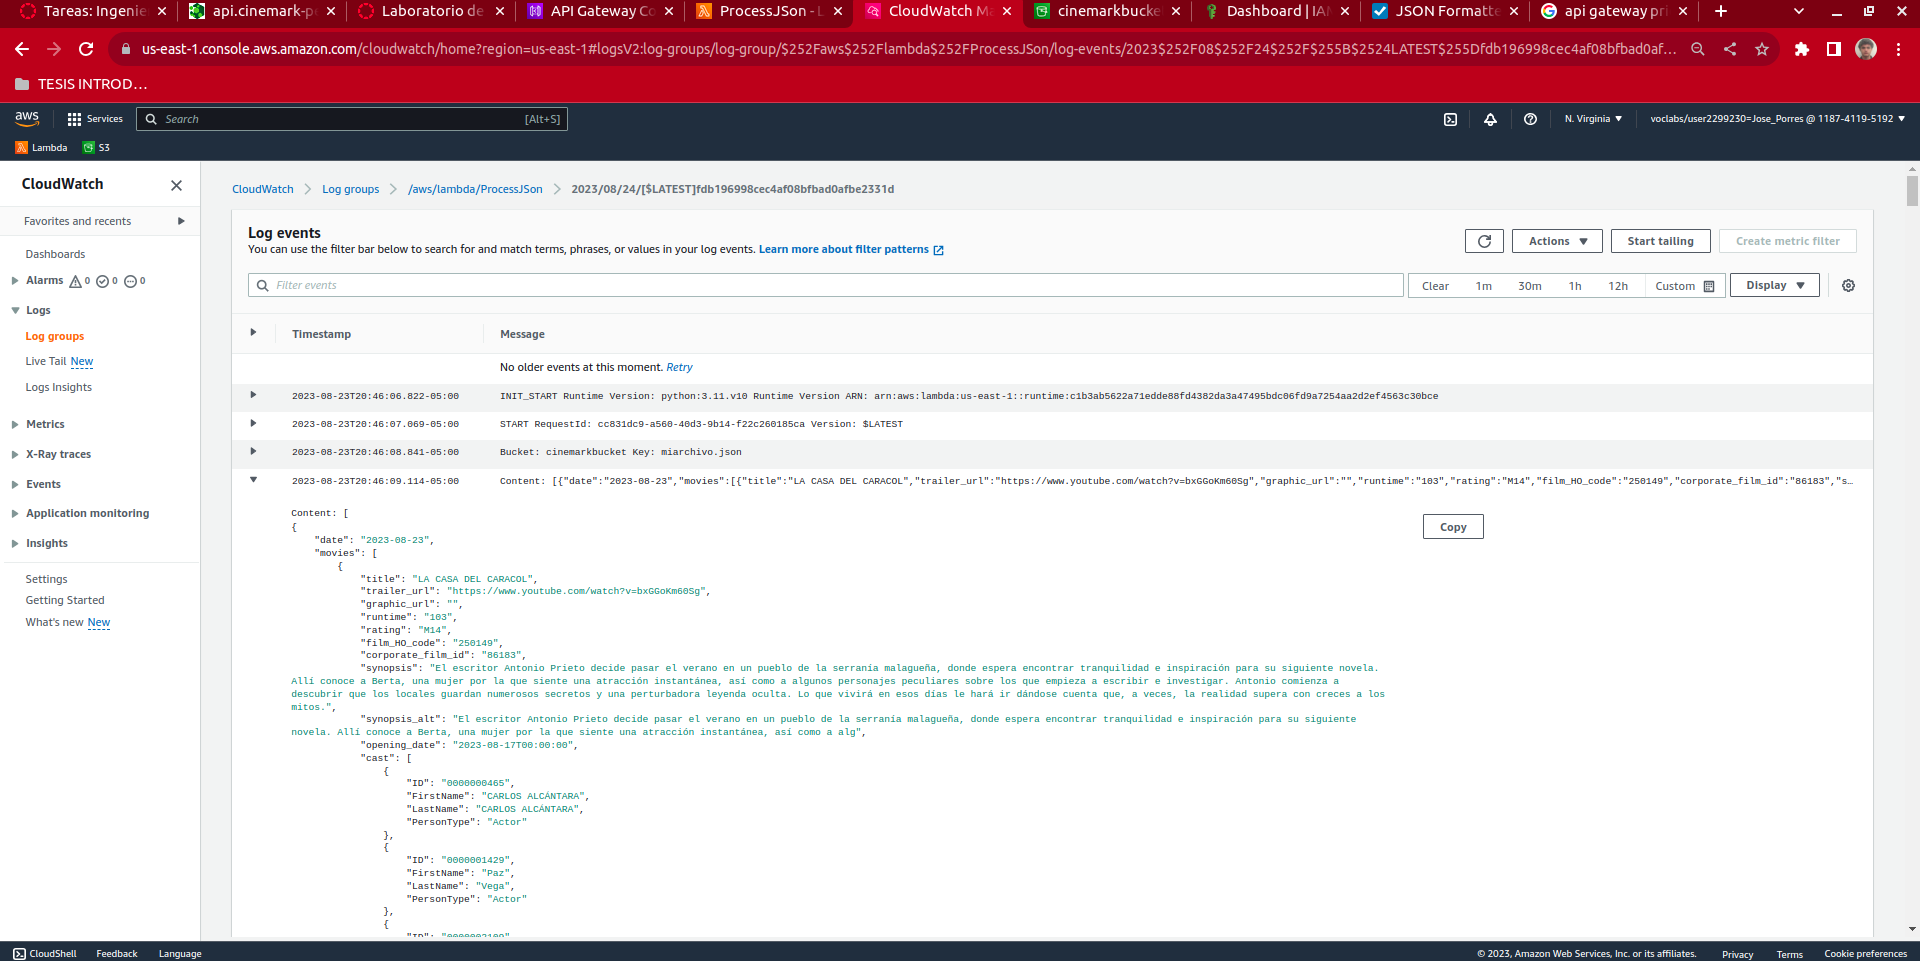 Tareas: Ingenie
api.cinemark-pe
Laboratorio de
API Gateway Co
ProcessJSon - L
CloudWatch Ma
cinemarkbucke
Dashboard | IAM
JSON Formatte
api gateway pri
us-east-1.console.aws.amazon.com/cloudwatch/home?region=us-east-1#logsV2:log-groups/log-group/$252Faws$252Flambda$252FProcessJSon/log-events/2023$252F08$252F24$252F$255B$2524LATEST$255Dfdb196998cec4af08bfbad0af...
TESIS INTROD...
aws
Services
Search
[Alt+S]
N. Virginia
voclabs/user2299230=Jose_Porres @ 1187-4119-5192
Lambda
S3
CloudWatch
Favorites and recents
Dashboards
Alarms 0 0 0
Logs
Log groups
Live Tail New
Logs Insights
Metrics
X-Ray traces
Events
Application monitoring
Insights
Settings
Getting Started
What's new New
CloudWatch
Log groups
/aws/lambda/ProcessJSon
2023/08/24/[$LATEST]fdb196998cec4af08bfbad0afbe2331d
Log events
You can use the filter bar below to search for and match terms, phrases, or values in your log events. Learn more about filter patterns
Actions
Start tailing
Create metric filter
Filter events
Clear
1m
30m
1h
12h
Custom
Display
Timestamp
Message
No older events at this moment. Retry
2023-08-23T20:46:06.822-05:00 INIT_START Runtime Version: python:3.11.v10 Runtime Version ARN: arn:aws:lambda:us-east-1::runtime:c1b3ab5622a71edde88fd4382da3a47495bdc06fd9a7254aa2d2ef4563c30bce
2023-08-23T20:46:07.069-05:00 START RequestId: cc831dc9-a560-40d3-9b14-f22c260185ca Version: $LATEST
2023-08-23T20:46:08.841-05:00 Bucket: cinemarkbucket Key: miarchivo.json
2023-08-23T20:46:09.114-05:00 Content: [{"date":"2023-08-23","movies":[{"title":"LA CASA DEL CARACOL","trailer_url":"https://www.youtube.com/watch?v=bxGGoKm60Sg","graphic_url":"","runtime":"103","rating":"M14","film_HO_code":"250149","corporate_film_id":"86183","s...
Copy
Content: [
{
"date": "2023-08-23",
"movies": [
{
"title": "LA CASA DEL CARACOL",
"trailer_url": "https://www.youtube.com/watch?v=bxGGoKm60Sg",
"graphic_url": "",
"runtime": "103",
"rating": "M14",
"film_HO_code": "250149",
"corporate_film_id": "86183",
"synopsis": "El escritor Antonio Prieto decide pasar el verano en un pueblo de la serranía malagueña, donde espera encontrar tranquilidad e inspiración para su siguiente novela.
Allí conoce a Berta, una mujer por la que siente una atracción instantánea, así como a algunos personajes peculiares sobre los que empieza a escribir e investigar. Antonio comienza a
descubrir que los locales guardan numerosos secretos y una perturbadora leyenda oculta. Lo que vivirá en esos días le hará ir dándose cuenta que, a veces, la realidad supera con creces a los
mitos.",
"synopsis_alt": "El escritor Antonio Prieto decide pasar el verano en un pueblo de la serranía malagueña, donde espera encontrar tranquilidad e inspiración para su siguiente
novela. Allí conoce a Berta, una mujer por la que siente una atracción instantánea, así como a alg",
"opening_date": "2023-08-17T00:00:00",
"cast": [
{
"ID": "0000000465",
"FirstName": "CARLOS ALCÁNTARA",
"LastName": "CARLOS ALCÁNTARA",
"PersonType": "Actor"
},
{
"ID": "0000001429",
"FirstName": "Paz",
"LastName": "Vega",
"PersonType": "Actor"
},
{
CloudShell
Feedback
Language
© 2023, Amazon Web Services, Inc. or its affiliates.
Privacy
Terms
Cookie preferences